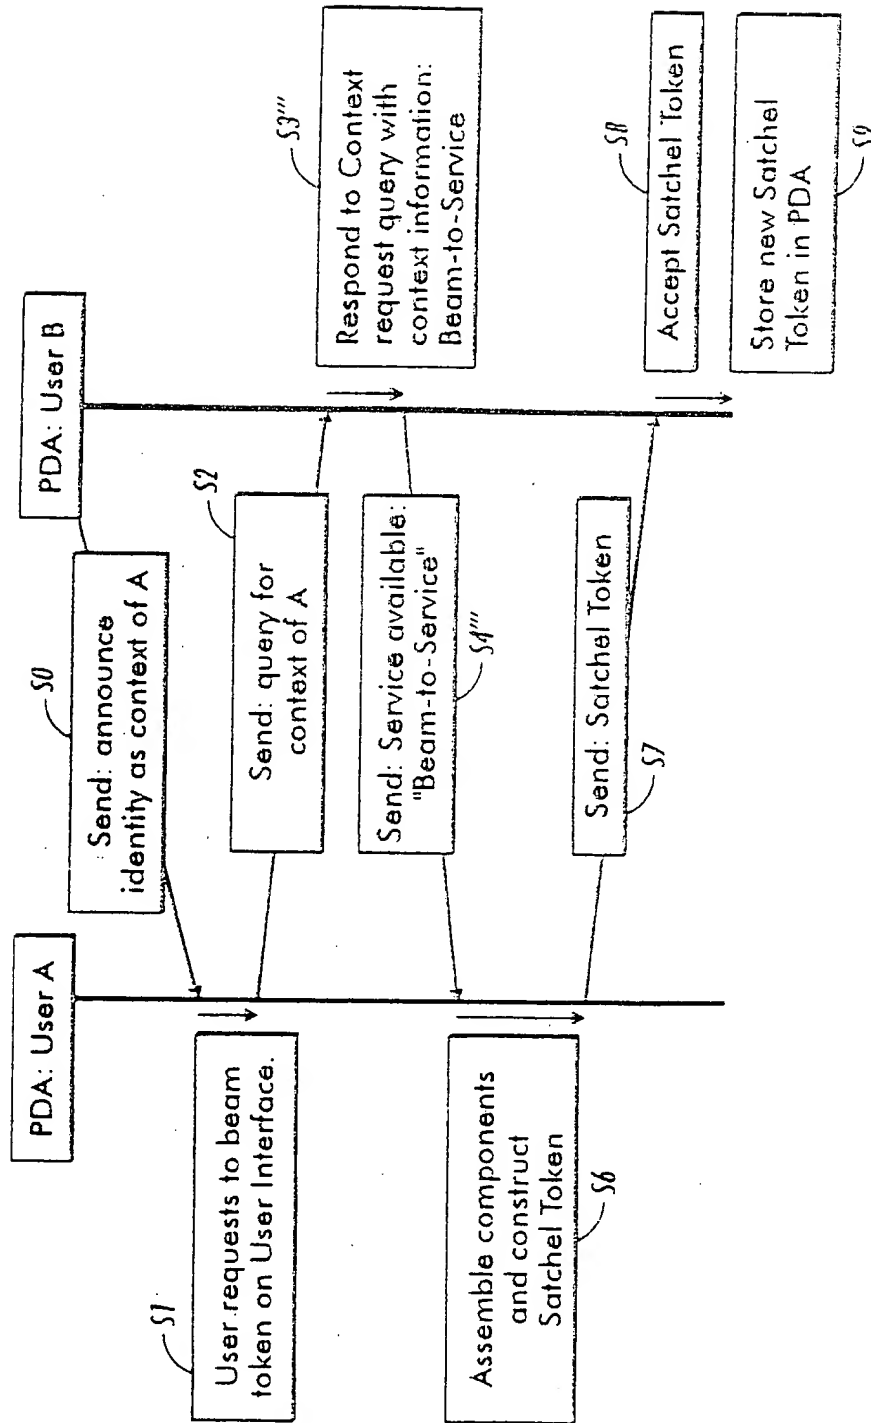 PDA: User A
PDA: User B
S0
Send: announce
identity as context of A
S1
User requests to beam
token on User Interface.
S2
Send: query for
context of A
S3'''
Respond to Context
request query with
context information:
Beam-to-Service
S4'''
Send: Service available:
"Beam-to-Service"
S6
Assemble components
and construct
Satchel Token
S7
Send: Satchel Token
S8
Accept Satchel Token
Store new Satchel
Token in PDA
S9